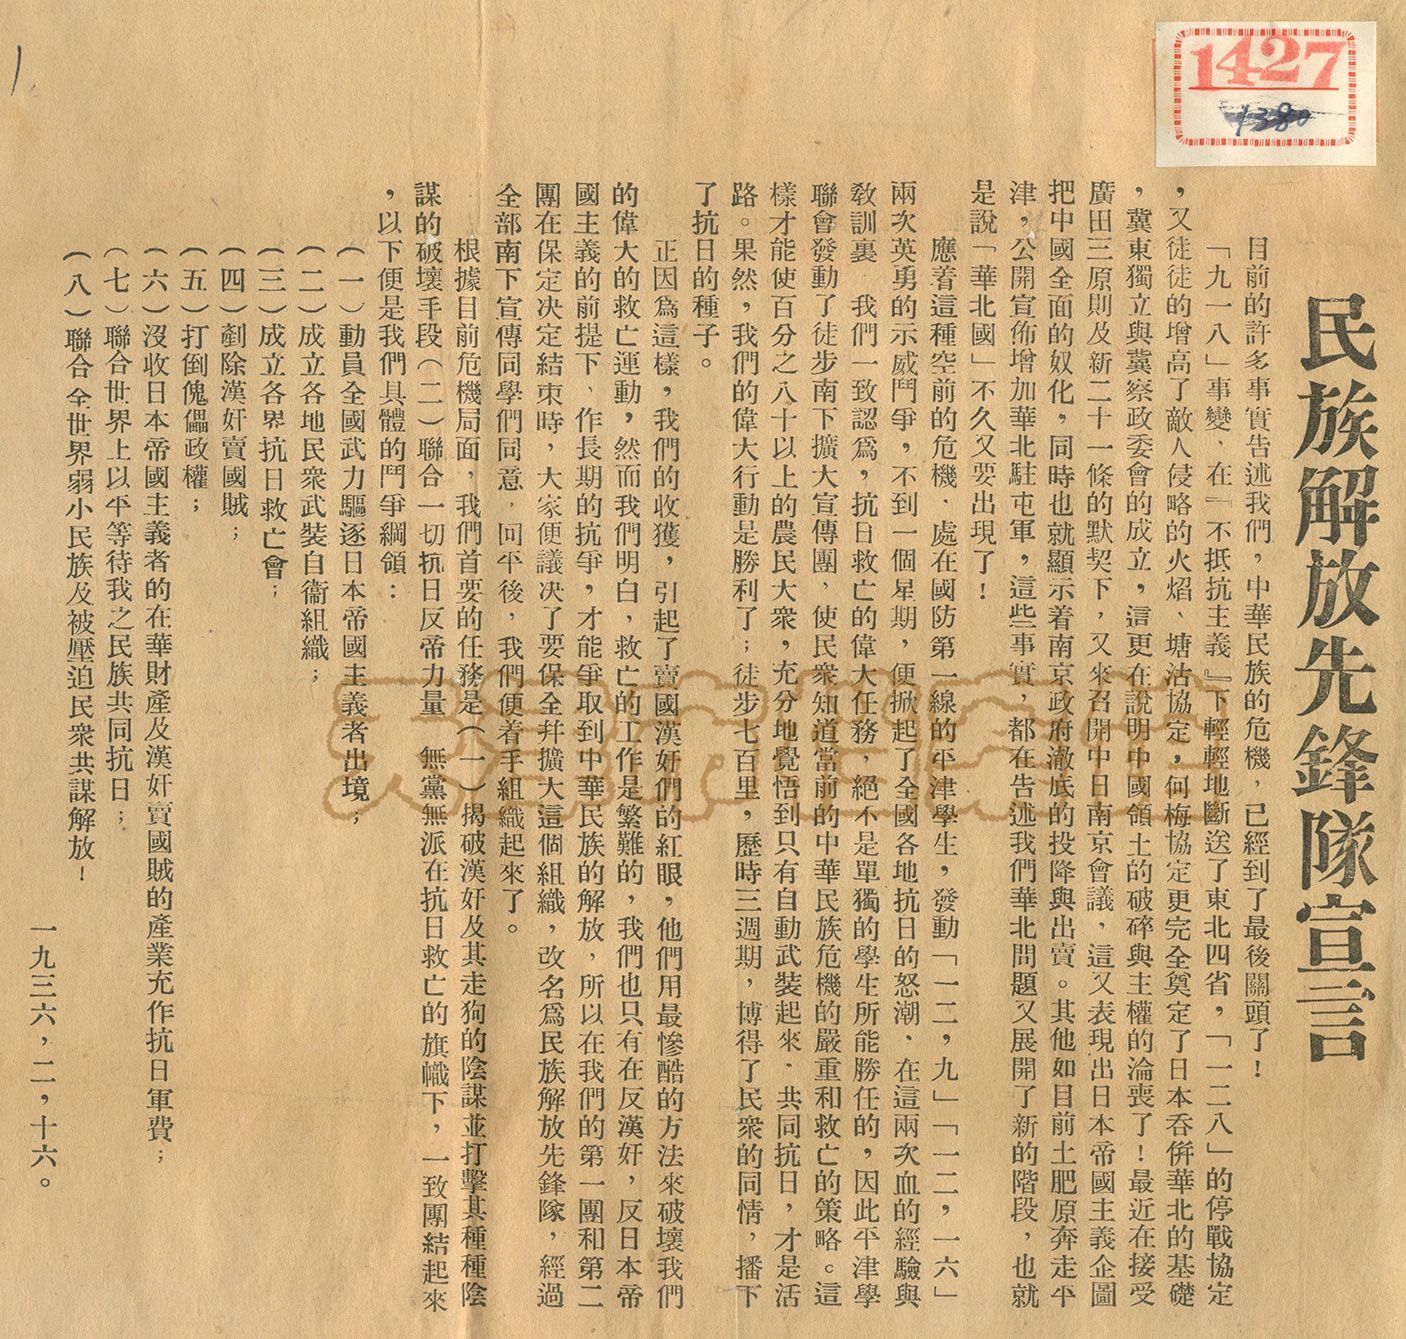 1427
1380
1
民族解放先鋒隊宣言
目前的許多事實告述我們，中華民族的危機，已經到了最後關頭了！
「九一八」事變，在『不抵抗主義』下輕輕地斷送了東北四省，「一二八」的停戰協定
，又徒徒的增高了敵人侵略的火焰，塘沽協定，何梅協定更完全奠定了日本吞併華北的基礎
，冀東獨立與冀察政委會的成立，這更在說明中國領土的破碎與主權的淪喪了！最近在接受
廣田三原則及新二十一條的默契下，又來召開中日南京會議，這又表現出日本帝國主義企圖
把中國全面的奴化，同時也就顯示着南京政府澈底的投降與出賣。其他如目前土肥原奔走平
津，公開宣佈增加華北駐屯軍，這些事實，都在告述我們華北問題又展開了新的階段，也就
是說「華北國」不久又要出現了！
應着這種空前的危機，處在國防第一線的平津學生，發動「一二，九」「一二，一六」
兩次英勇的示威鬥爭，不到一個星期，便掀起了全國各地抗日的怒潮，在這兩次血的經驗與
教訓裏　我們一致認爲，抗日救亡的偉大任務，絕不是單獨的學生所能勝任的，因此平津學
聯會發動了徒步南下擴大宣傳團，使民衆知道當前的中華民族危機的嚴重和救亡的策略。這
樣才能使百分之八十以上的農民大衆，充分地覺悟到只有自動武裝起來，共同抗日，才是活
路。果然，我們的偉大行動是勝利了；徒步七百里，歷時三週期，博得了民衆的同情，播下
了抗日的種子。
正因爲這樣，我們的收獲，引起了賣國漢奸們的紅眼，他們用最慘酷的方法來破壞我們
的偉大的救亡運動，然而我們明白，救亡的工作是繁難的，我們也只有在反漢奸，反日本帝
國主義的前提下，作長期的抗爭，才能爭取到中華民族的解放，所以在我們的第一團和第二
團在保定决定結束時，大家便議决了要保全幷擴大這個組織，改名爲民族解放先鋒隊，經過
全部南下宣傳同學們同意，回平後，我們便着手組織起來了。
根據目前危機局面，我們首要的任務是（一）揭破漢奸及其走狗的陰謀並打擊其種種陰
謀的破壞手段（二）聯合一切抗日反帝力量　無黨無派在抗日救亡的旗幟下，一致團結起來
，以下便是我們具體的鬥爭綱領：
（一）動員全國武力驅逐日本帝國主義者出境；
（二）成立各地民衆武裝自衞組織；
（三）成立各界抗日救亡會；
（四）剷除漢奸賣國賊；
（五）打倒傀儡政權；
（六）沒收日本帝國主義者的在華財產及漢奸賣國賊的產業充作抗日軍費；
（七）聯合世界上以平等待我之民族共同抗日；
（八）聯合全世界弱小民族及被壓迫民衆共謀解放！
一九三六，二，十六。